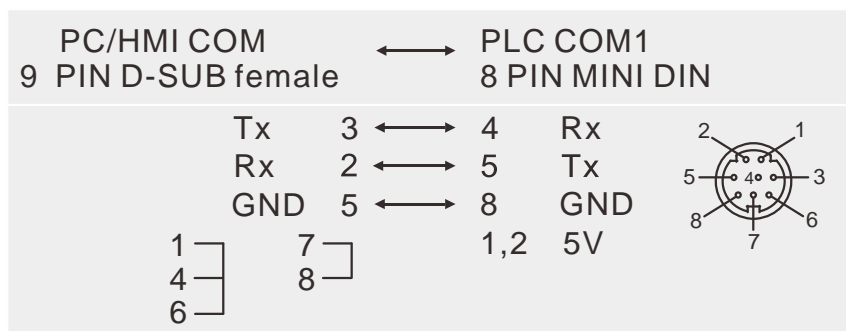 PC/HMI COM PLC COM1
9 PIN D-SUB female 8 PIN MINI DIN
Tx 3 4 Rx
Rx 2 5 Tx
GND 5 8 GND
1 7 1,2 5V
4 8
6
2 1
5 4 3
8 6
7